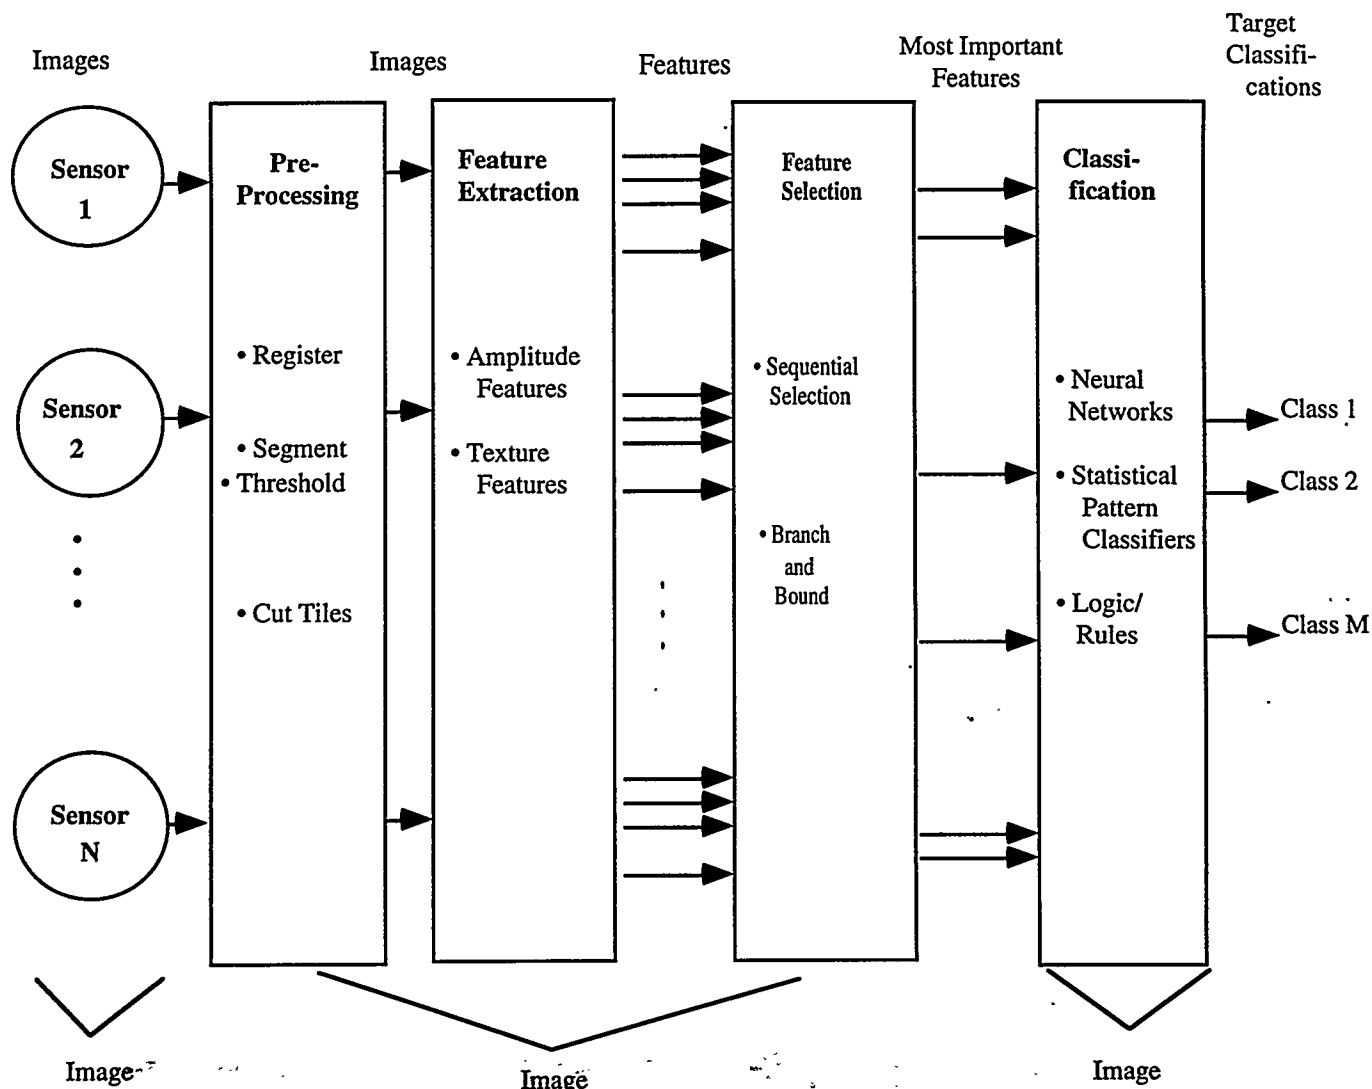 Images
Images
Features
Most Important
Features
Target
Classifi-
cations
Sensor
1
Pre-
Processing
Feature
Extraction
Feature
Selection
Classi-
fication
Sensor
2
• Register
• Segment
• Threshold
• Cut Tiles
• Amplitude
Features
• Texture
Features
• Sequential
Selection
• Branch
and
Bound
• Neural
Networks
• Statistical
Pattern
Classifiers
• Logic/
Rules
Class 1
Class 2
Class M
Sensor
N
Image
Image
Image